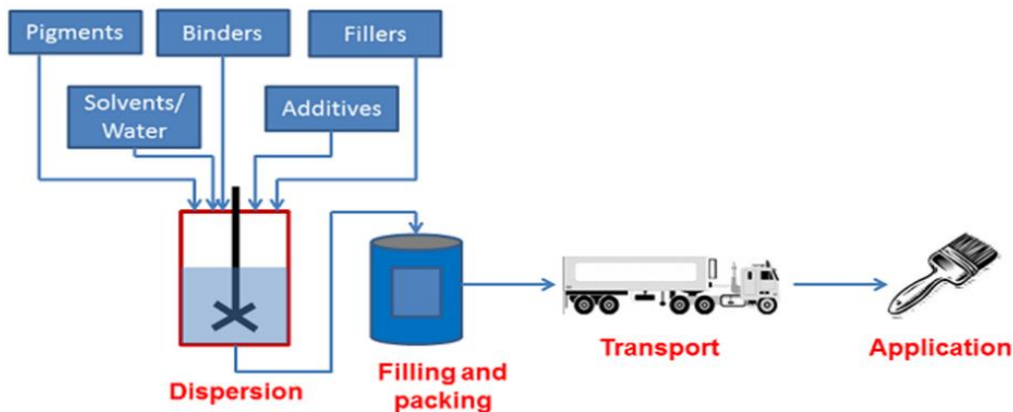 Pigments
Binders
Fillers
Solvents/
Water
Additives
Dispersion
Filling and
packing
Transport
Application